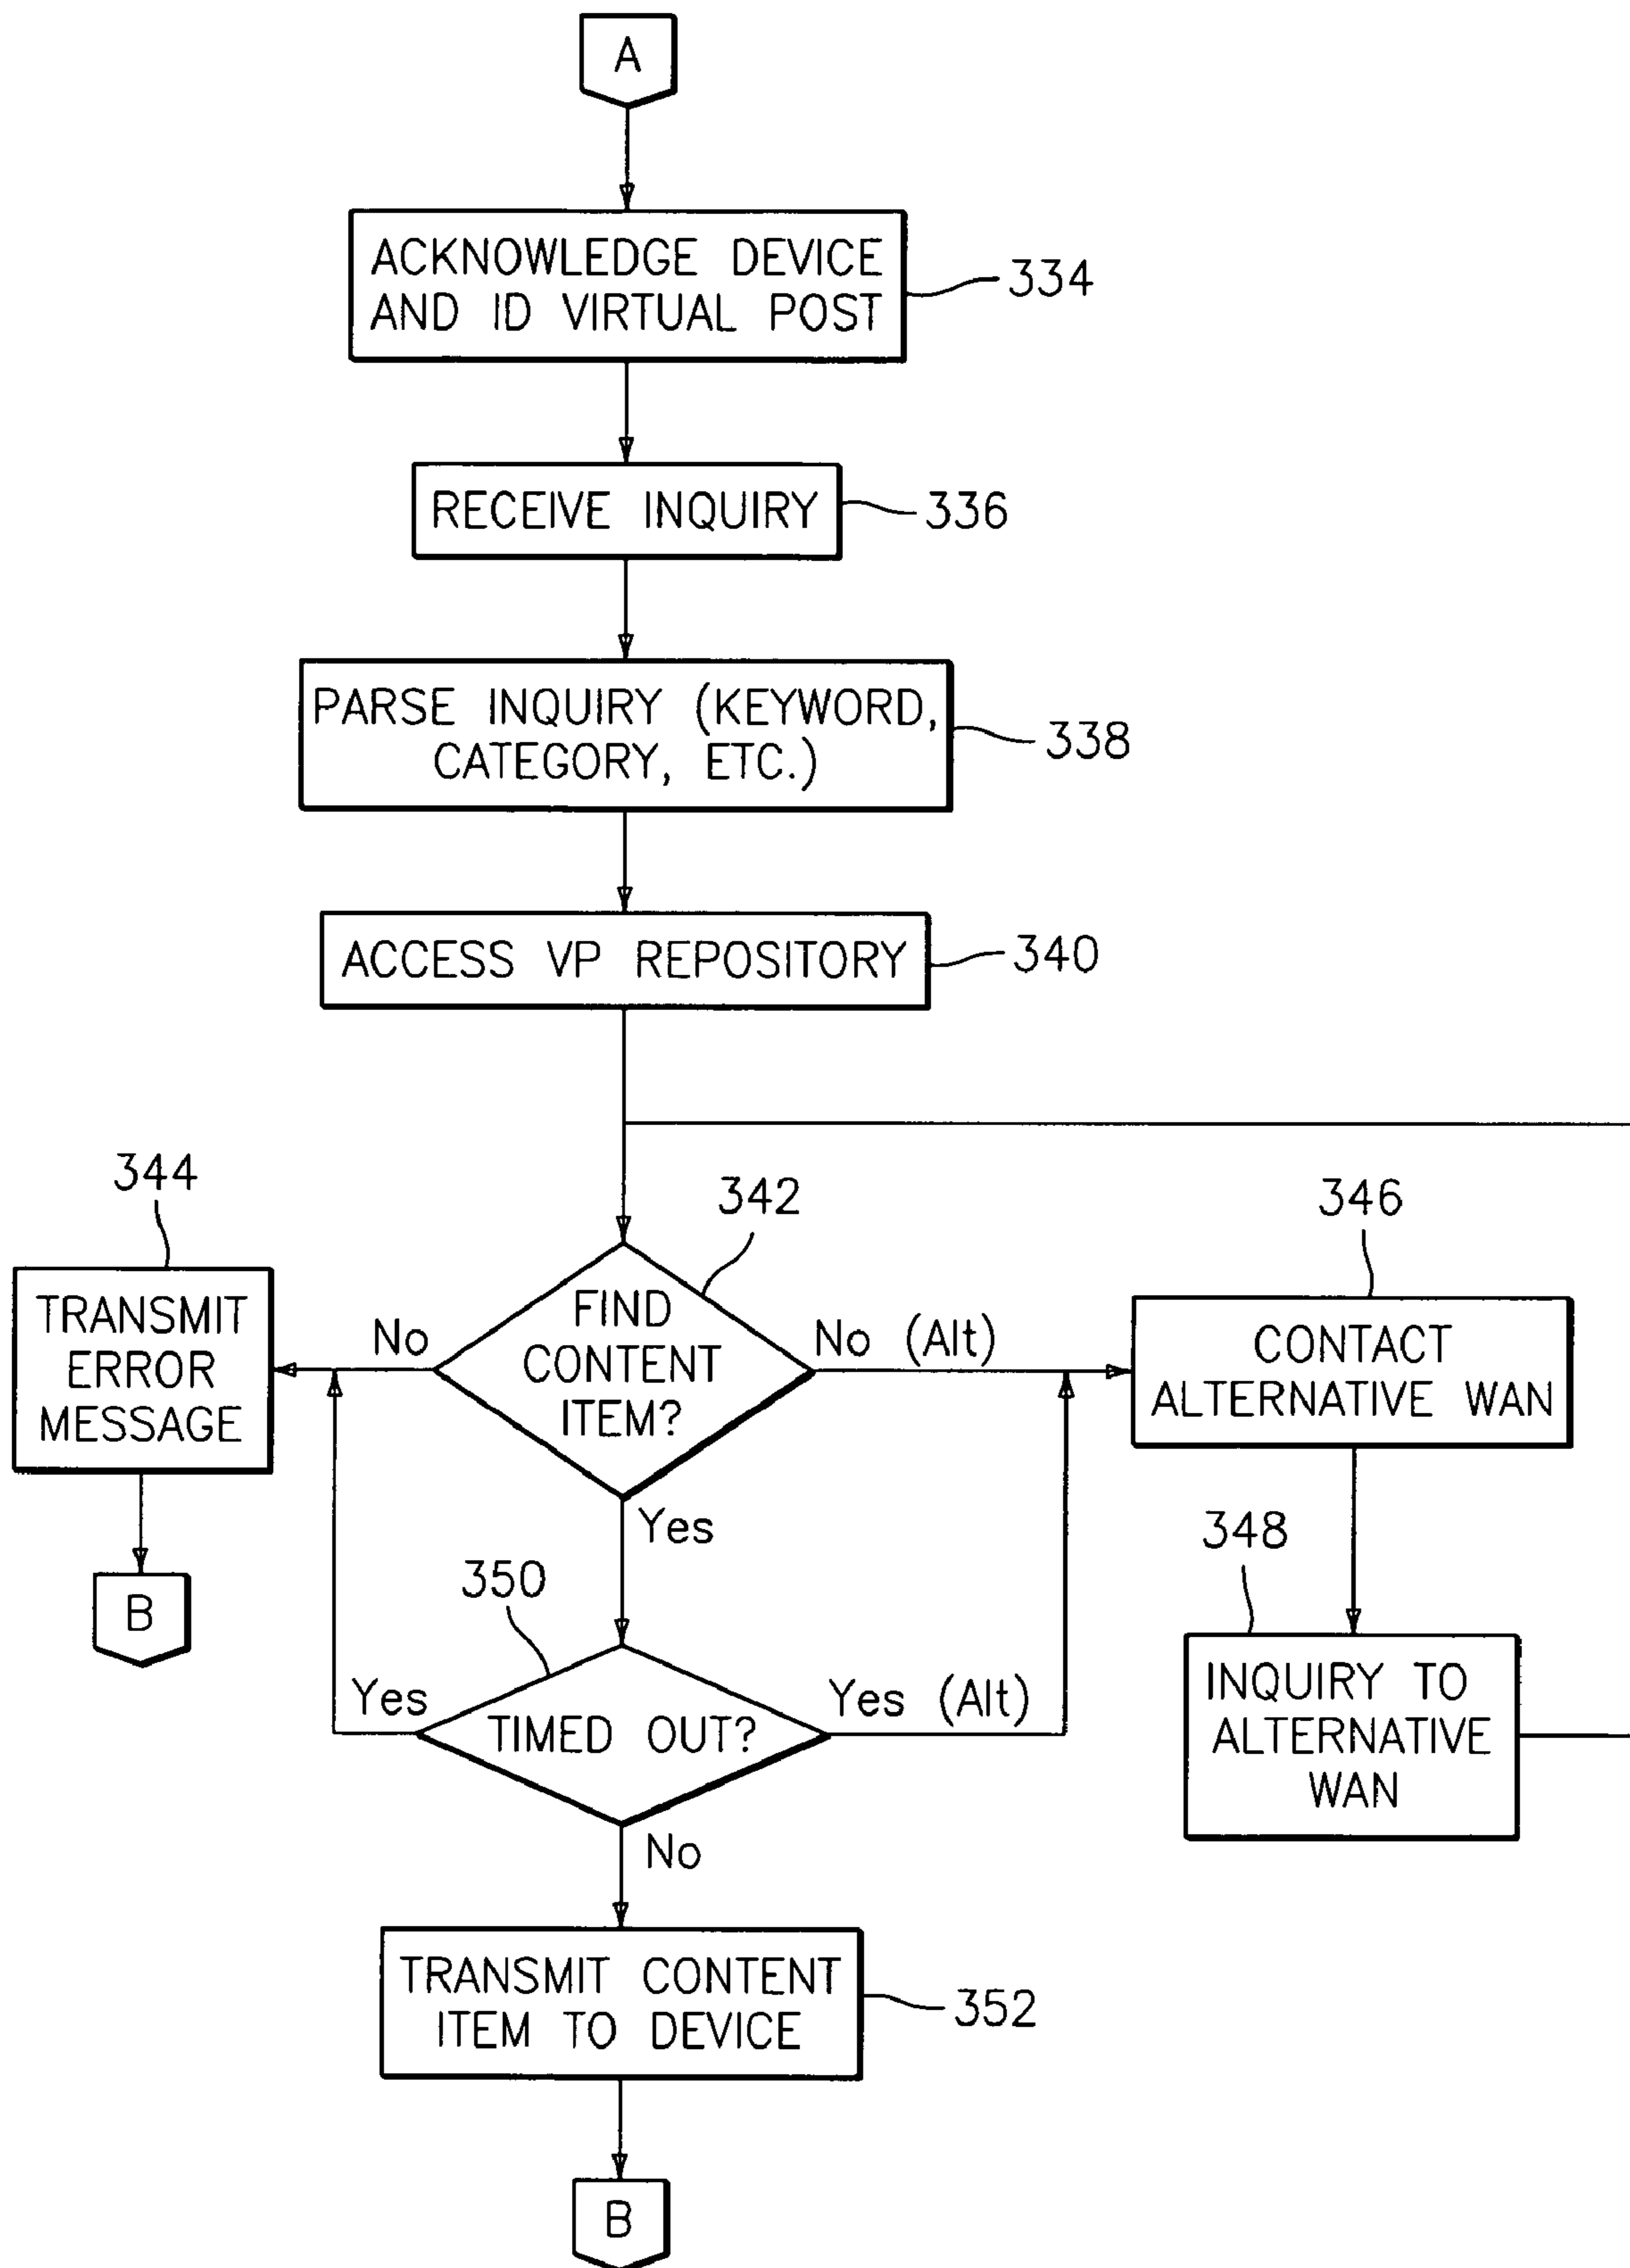 A
ACKNOWLEDGE DEVICE
AND ID VIRTUAL POST
334
RECEIVE INQUIRY
336
PARSE INQUIRY (KEYWORD,
CATEGORY, ETC.)
338
ACCESS VP REPOSITORY
340
344
342
346
TRANSMIT
ERROR
MESSAGE
No
FIND
CONTENT
ITEM?
No (Alt)
CONTACT
ALTERNATIVE WAN
Yes
348
350
B
Yes
TIMED OUT?
Yes (Alt)
INQUIRY TO
ALTERNATIVE
WAN
No
TRANSMIT CONTENT
ITEM TO DEVICE
352
B